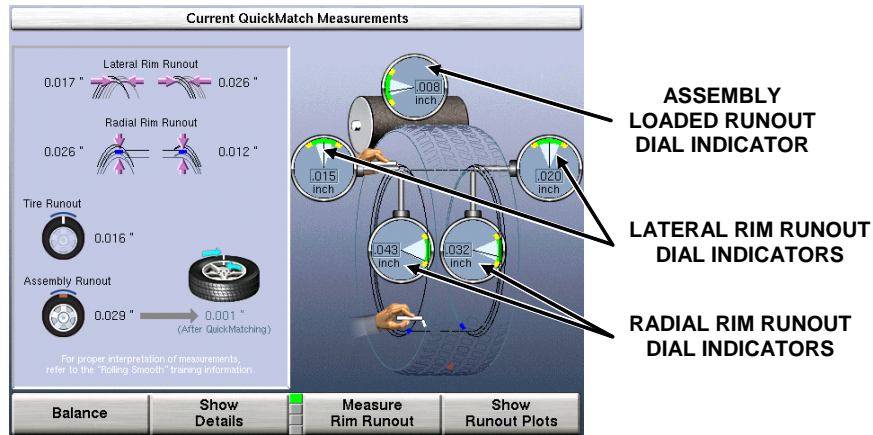 Current QuickMatch Measurements
Lateral Rim Runout
0.017 "
0.026 "
Radial Rim Runout
0.026 "
0.012 "
Tire Runout
0.016 "
Assembly Runout
0.029 "
0.001 "
(After QuickMatching)
For proper interpretation of measurements,
refer to the "Rolling Smooth" training information.
.008
inch
.015
inch
.020
inch
.043
inch
.032
inch
Balance
Show
Details
Measure
Rim Runout
Show
Runout Plots
ASSEMBLY
LOADED RUNOUT
DIAL INDICATOR
LATERAL RIM RUNOUT
DIAL INDICATORS
RADIAL RIM RUNOUT
DIAL INDICATORS